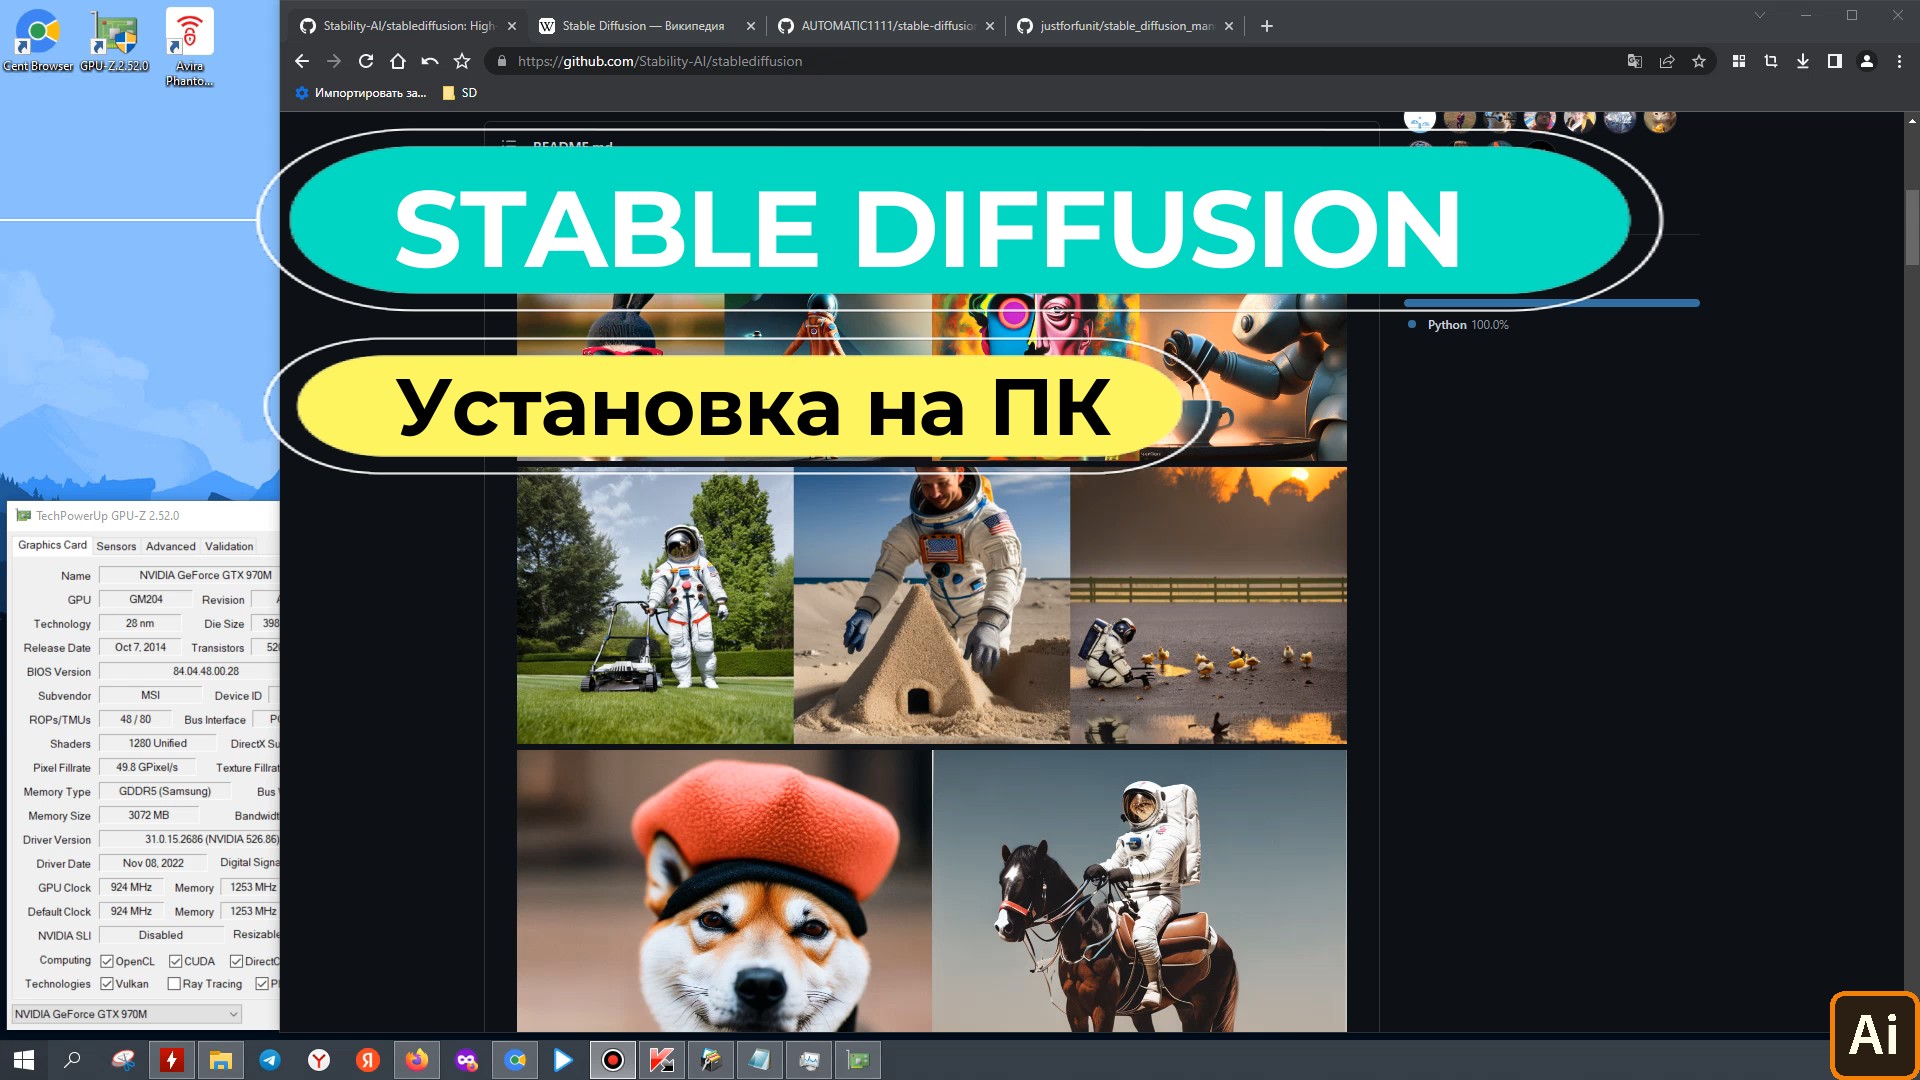 Cent Browser
GPU-Z.2.52.0
Avira
Phanto...
Stability-AI/stablediffusion: High-
Stable Diffusion — Википедия
AUTOMATIC1111/stable-diffusion
justforfunit/stable_diffusion_man
https://github.com/Stability-AI/stablediffusion
Импортировать за...
SD
README.md
STABLE DIFFUSION
Установка на ПК
Python 100.0%
TechPowerUp GPU-Z 2.52.0
Graphics Card Sensors Advanced Validation
Name NVIDIA GeForce GTX 970M
GPU GM204 Revision
Technology 28 nm Die Size 398
Release Date Oct 7, 2014 Transistors 520
BIOS Version 84.04.48.00.28
Subvendor MSI Device ID
ROPs/TMUs 48 / 80 Bus Interface
Shaders 1280 Unified DirectX Su
Pixel Fillrate 49.8 GPixel/s Texture Fillrat
Memory Type GDDR5 (Samsung) Bus
Memory Size 3072 MB Bandwidt
Driver Version 31.0.15.2686 (NVIDIA 526.86)
Driver Date Nov 08, 2022 Digital Signa
GPU Clock 924 MHz Memory 1253 MHz
Default Clock 924 MHz Memory 1253 MHz
NVIDIA SLI Disabled Resizable
Computing OpenCL CUDA DirectC
Technologies Vulkan Ray Tracing
NVIDIA GeForce GTX 970M
Ai